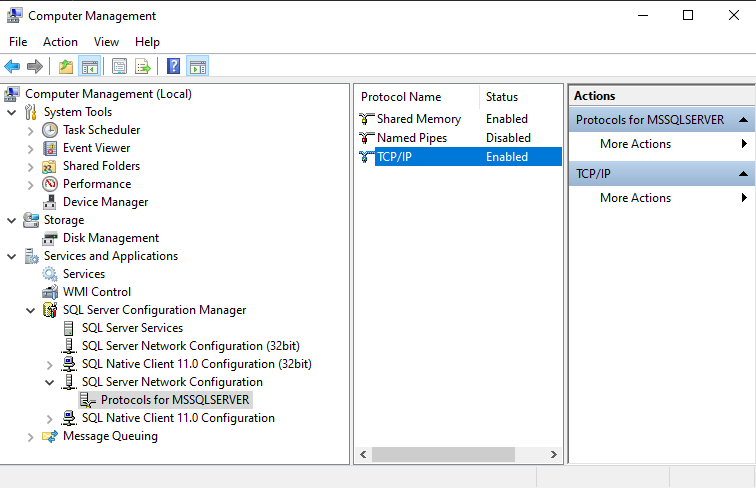 Computer Management
File Action View Help
Computer Management (Local)
System Tools
Task Scheduler
Event Viewer
Shared Folders
Performance
Device Manager
Storage
Disk Management
Services and Applications
Services
WMI Control
SQL Server Configuration Manager
SQL Server Services
SQL Server Network Configuration (32bit)
SQL Native Client 11.0 Configuration (32bit)
SQL Server Network Configuration
Protocols for MSSQLSERVER
SQL Native Client 11.0 Configuration
Message Queuing
Protocol Name Status
Shared Memory Enabled
Named Pipes Disabled
TCP/IP Enabled
Actions
Protocols for MSSQLSERVER
More Actions
TCP/IP
More Actions